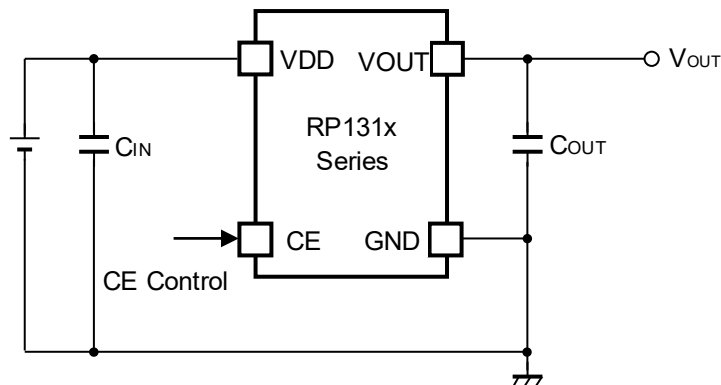 VDD
VOUT
VOUT
RP131x
Series
CIN
COUT
CE
GND
CE Control